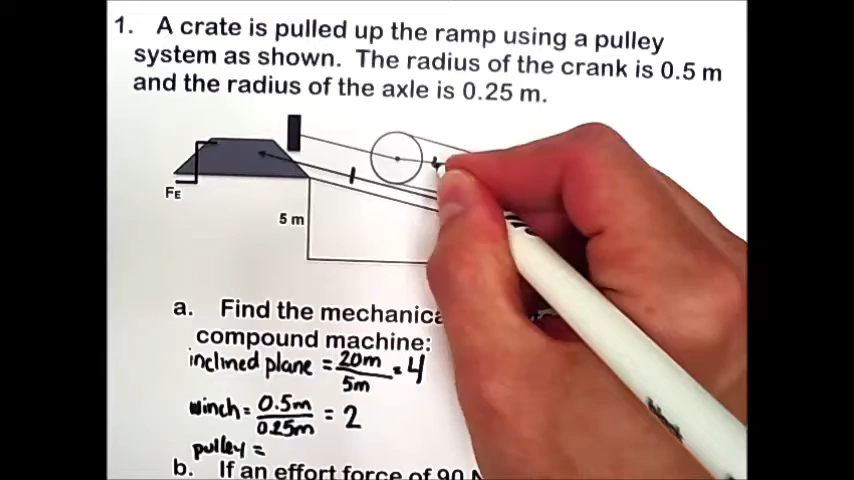 1. A crate is pulled up the ramp using a pulley
system as shown. The radius of the crank is 0.5 m
and the radius of the axle is 0.25 m.
FE
5 m
a. Find the mechanica
compound machine:
inclined plane = 20m / 5m = 4
winch = 0.5m / 0.25m = 2
pulley =
b. If an effort force of 90 N